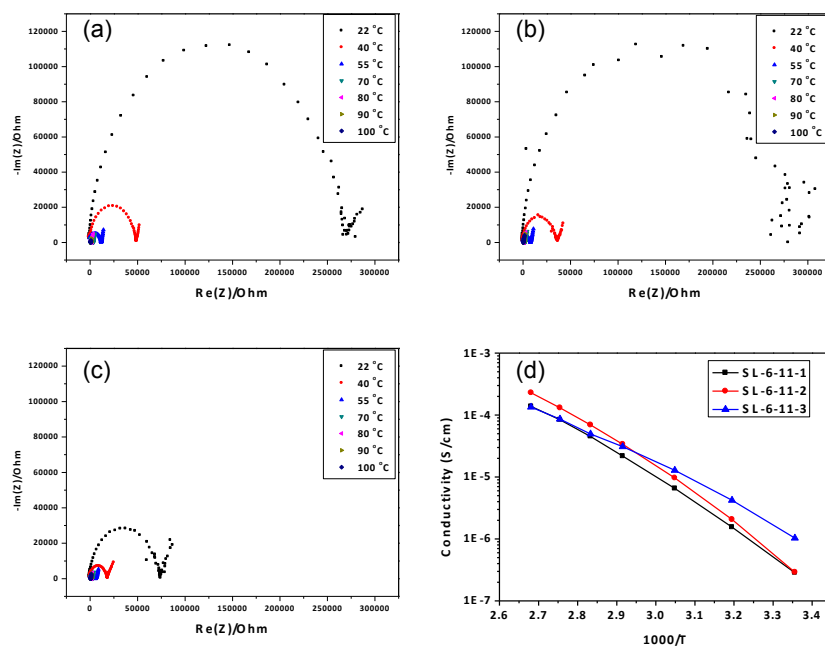 (a)
22 °C
40 °C
55 °C
70 °C
80 °C
90 °C
100 °C
120000
100000
80000
60000
40000
20000
0
-Im(Z)/Ohm
0 50000 100000 150000 200000 250000 300000
Re(Z)/Ohm
(b)
22 °C
40 °C
55 °C
70 °C
80 °C
90 °C
100 °C
120000
100000
80000
60000
40000
20000
0
-Im(Z)/Ohm
0 50000 100000 150000 200000 250000 300000
Re(Z)/Ohm
(c)
22 °C
40 °C
55 °C
70 °C
80 °C
90 °C
100 °C
120000
100000
80000
60000
40000
20000
0
-Im(Z)/Ohm
0 50000 100000 150000 200000 250000 300000
Re(Z)/Ohm
(d)
SL-6-11-1
SL-6-11-2
SL-6-11-3
1E-3
1E-4
1E-5
1E-6
1E-7
Conductivity (S/cm)
2.6 2.7 2.8 2.9 3.0 3.1 3.2 3.3 3.4
1000/T